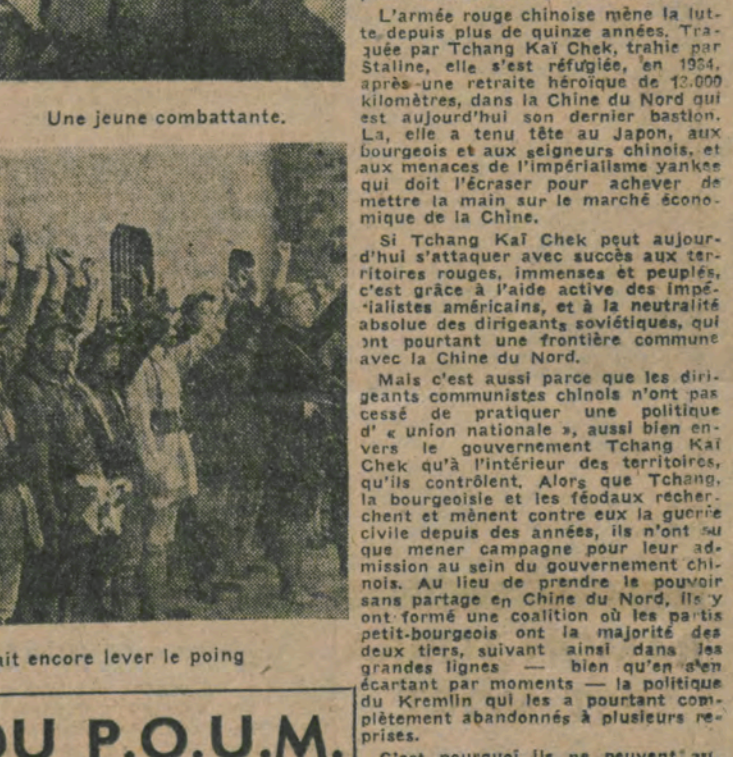 Une jeune combattante.
ait encore lever le poing
OU P.O.U.M.
L'armée rouge chinoise mène la lut-
te depuis plus de quinze années. Tra-
quée par Tchang Kaï Chek, trahie par
Staline, elle s'est réfugiée, en 1934,
après une retraite héroïque de 12.000
kilomètres, dans la Chine du Nord qui
est aujourd'hui son dernier bastion.
La, elle a tenu tête au Japon, aux
bourgeois et aux seigneurs chinois, et
aux menaces de l'impérialisme yankee
qui doit l'écraser pour achever de
mettre la main sur le marché écono-
mique de la Chine.
Si Tchang Kaï Chek peut aujour-
d'hui s'attaquer avec succès aux ter-
ritoires rouges, immenses et peuplés,
c'est grâce à l'aide active des impé-
rialistes américains, et à la neutralité
absolue des dirigeants soviétiques, qui
ont pourtant une frontière commune
avec la Chine du Nord.
Mais c'est aussi parce que les diri-
geants communistes chinois n'ont pas
cessé de pratiquer une politique
d' « union nationale », aussi bien en-
vers le gouvernement Tchang Kaï
Chek qu'à l'intérieur des territoires,
qu'ils contrôlent. Alors que Tchang,
la bourgeoisie et les féodaux recher-
chent et mènent contre eux la guerre
civile depuis des années, ils n'ont su
que mener campagne pour leur ad-
mission au sein du gouvernement chi-
nois. Au lieu de prendre le pouvoir
sans partage en Chine du Nord, ils y
ont formé une coalition où les partis
petit-bourgeois ont la majorité des
deux tiers, suivant ainsi dans les
grandes lignes — bien qu'en s'en
écartant par moments — la politique
du Kremlin qui les a pourtant com-
plètement abandonnés à plusieurs re-
prises.
C'est pourquoi ils ne peuvent au-